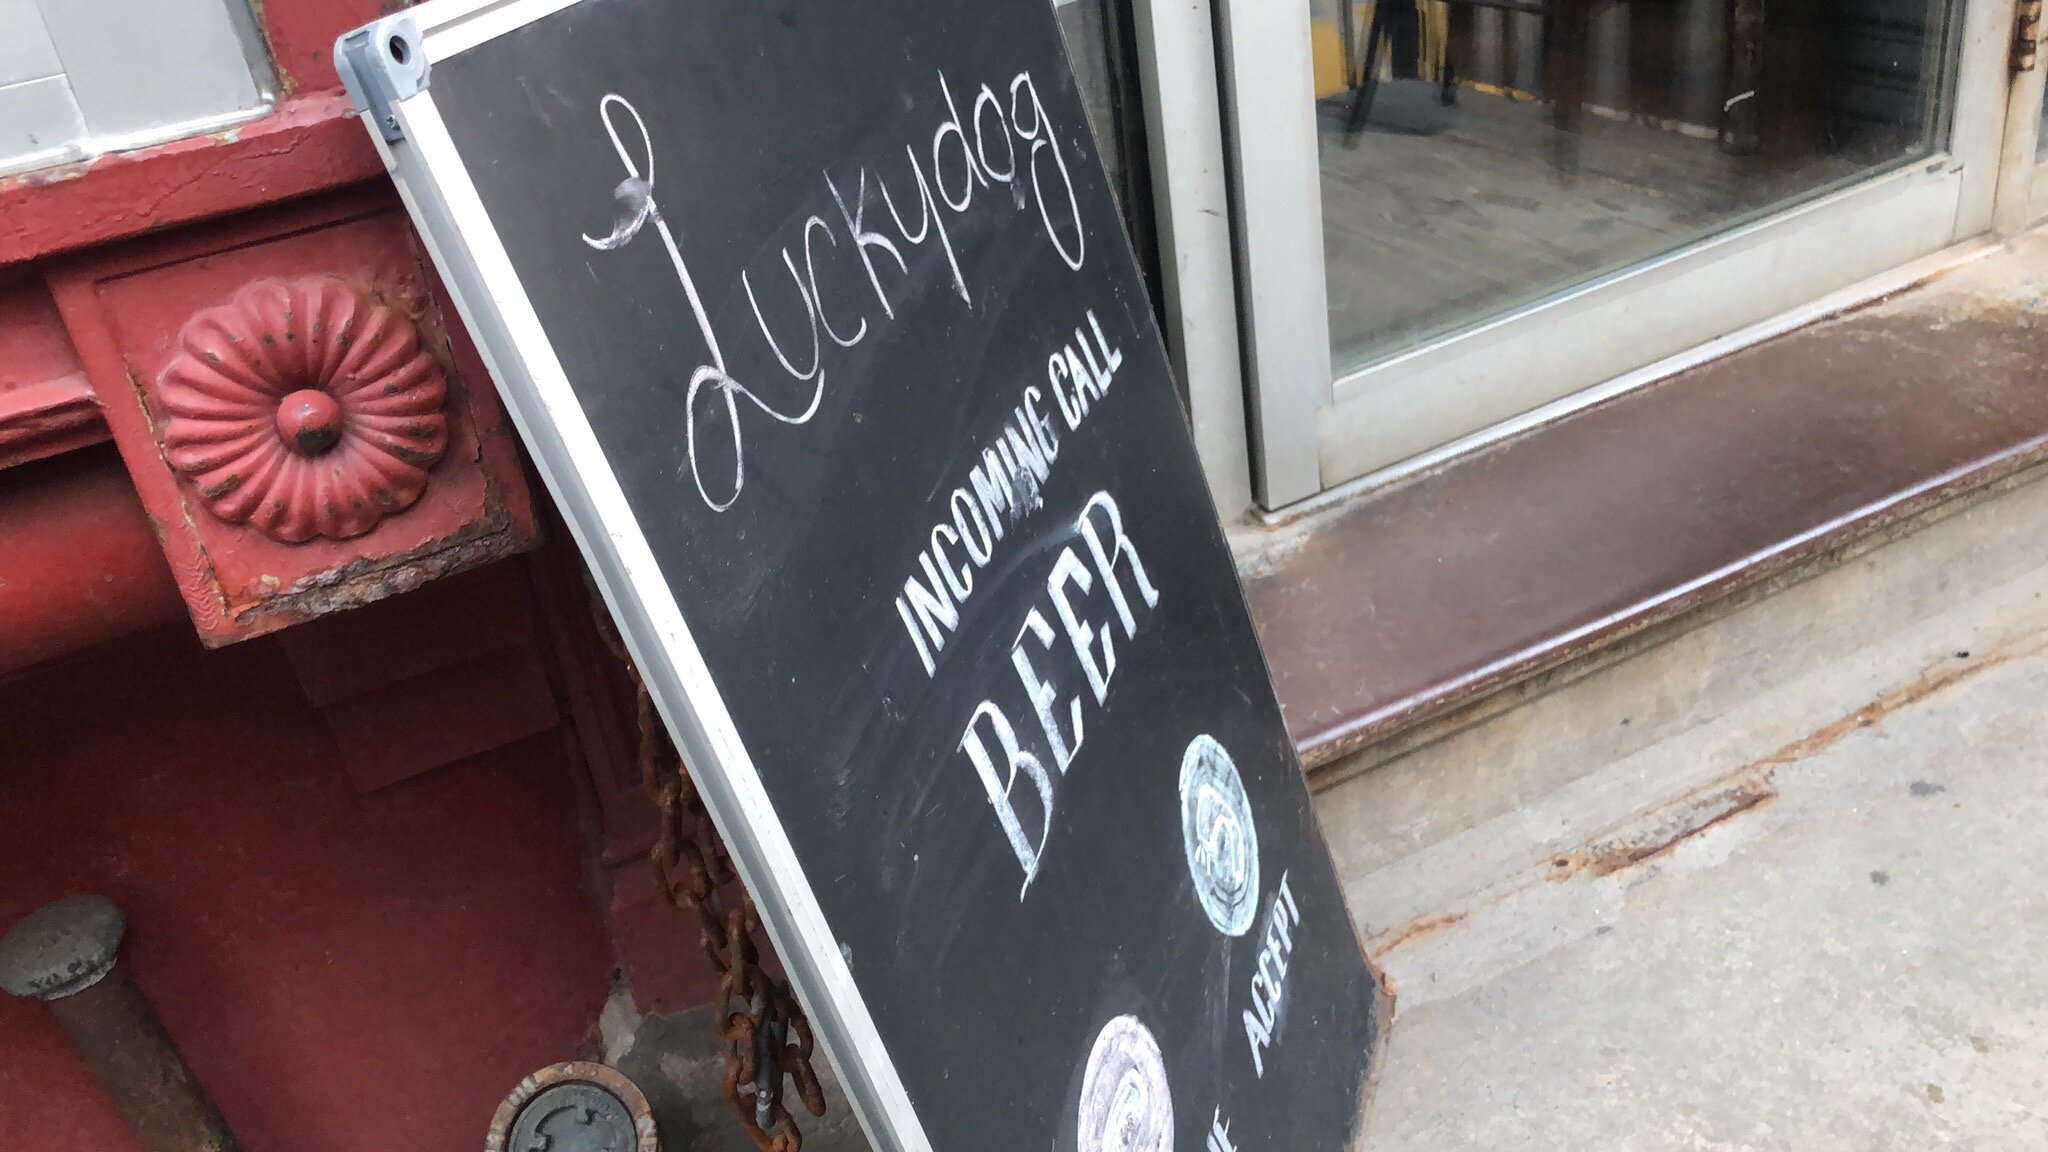 Luckydog
INCOMING CALL
BEER
ACCEPT